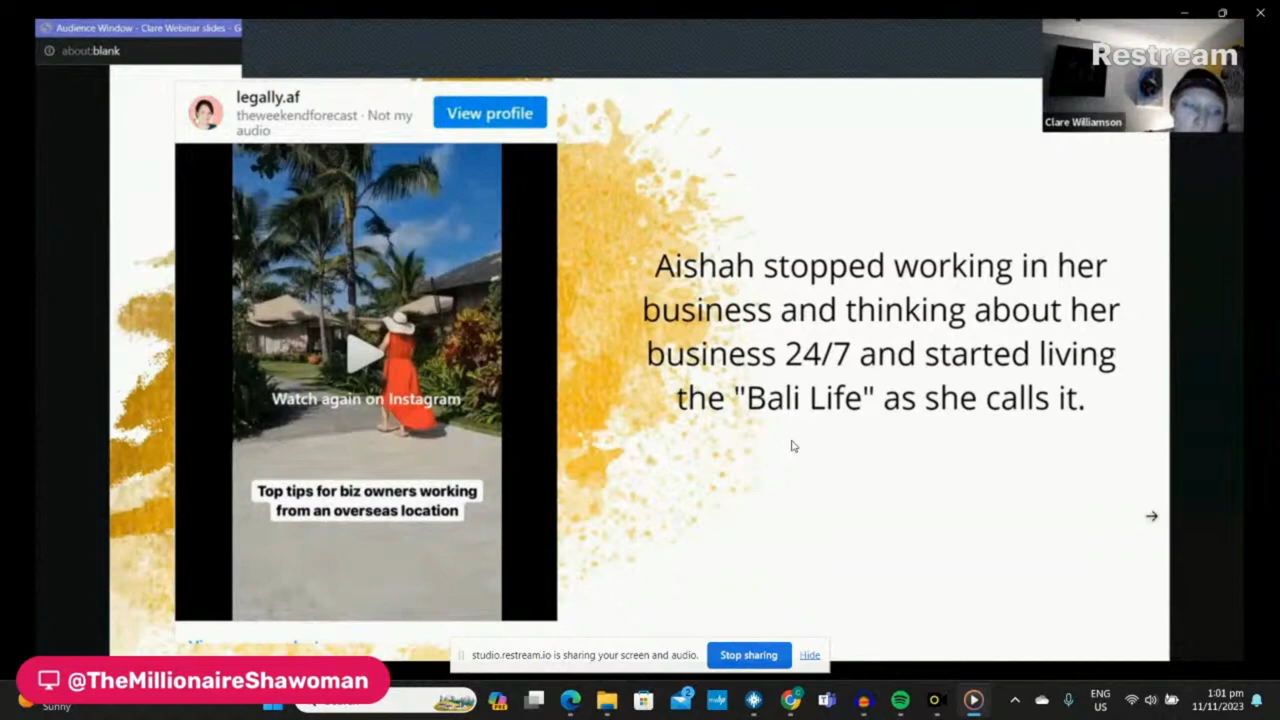 Audience Window - Clare Webinar slides - G
about:blank
Restream
Clare Williamson
legally.af
theweekendforecast · Not my
audio
View profile
Watch again on Instagram
Top tips for biz owners working
from an overseas location
Aishah stopped working in her
business and thinking about her
business 24/7 and started living
the "Bali Life" as she calls it.
studio.restream.io is sharing your screen and audio.
Stop sharing
Hide
@TheMillionaireShawoman
Sunny
2
ENG
US
1:01 pm
11/11/2023